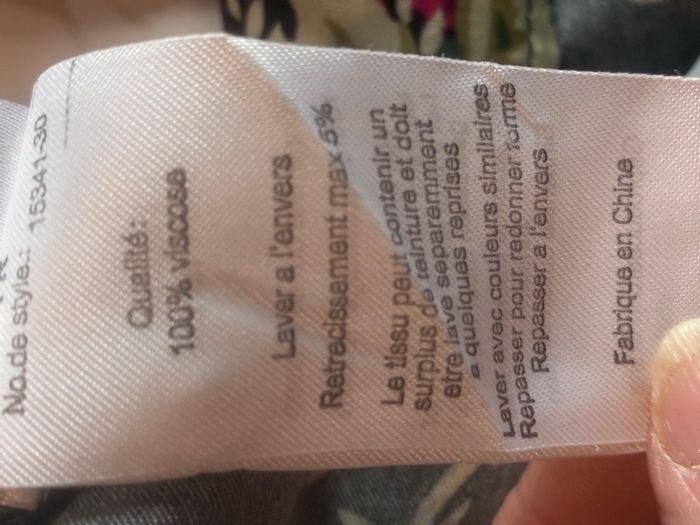 No.de style.: 15341-30
Qualité:
100% viscose
Laver a l'envers
Retrecissement max 5%
Le tissu peut contenir un
surplus de teinture et doit
etre lave separemment
a quelques reprises
Laver avec couleurs similaires
Repasser pour redonner forme
Repasser a l'envers
Fabrique en Chine